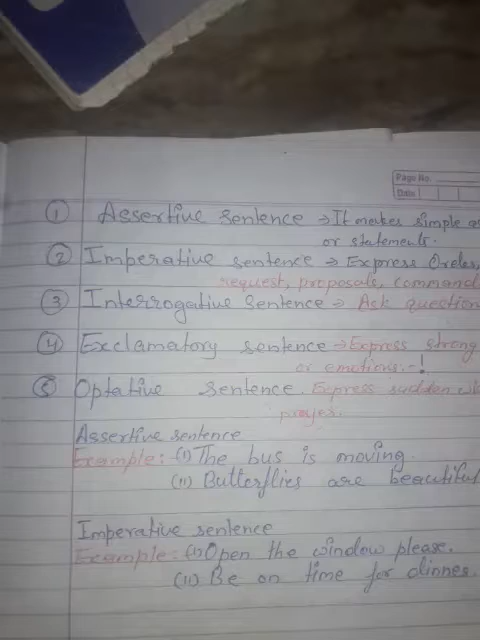 Page No.
Date
① Assertive sentence → It makes simple
or statements.
② Imperative sentence → Express Order,
request, proposals, command
③ Interrogative sentence → Ask question
④ Exclamatory sentence → Express strong
or emotions. - !
⑤ Optative sentence. Express sudden
prayer.
Assertive sentence
Example: (i) The bus is moving.
(ii) Butterflies are beautiful
Imperative sentence
Example: (i) Open the window please.
(ii) Be on time for dinner.